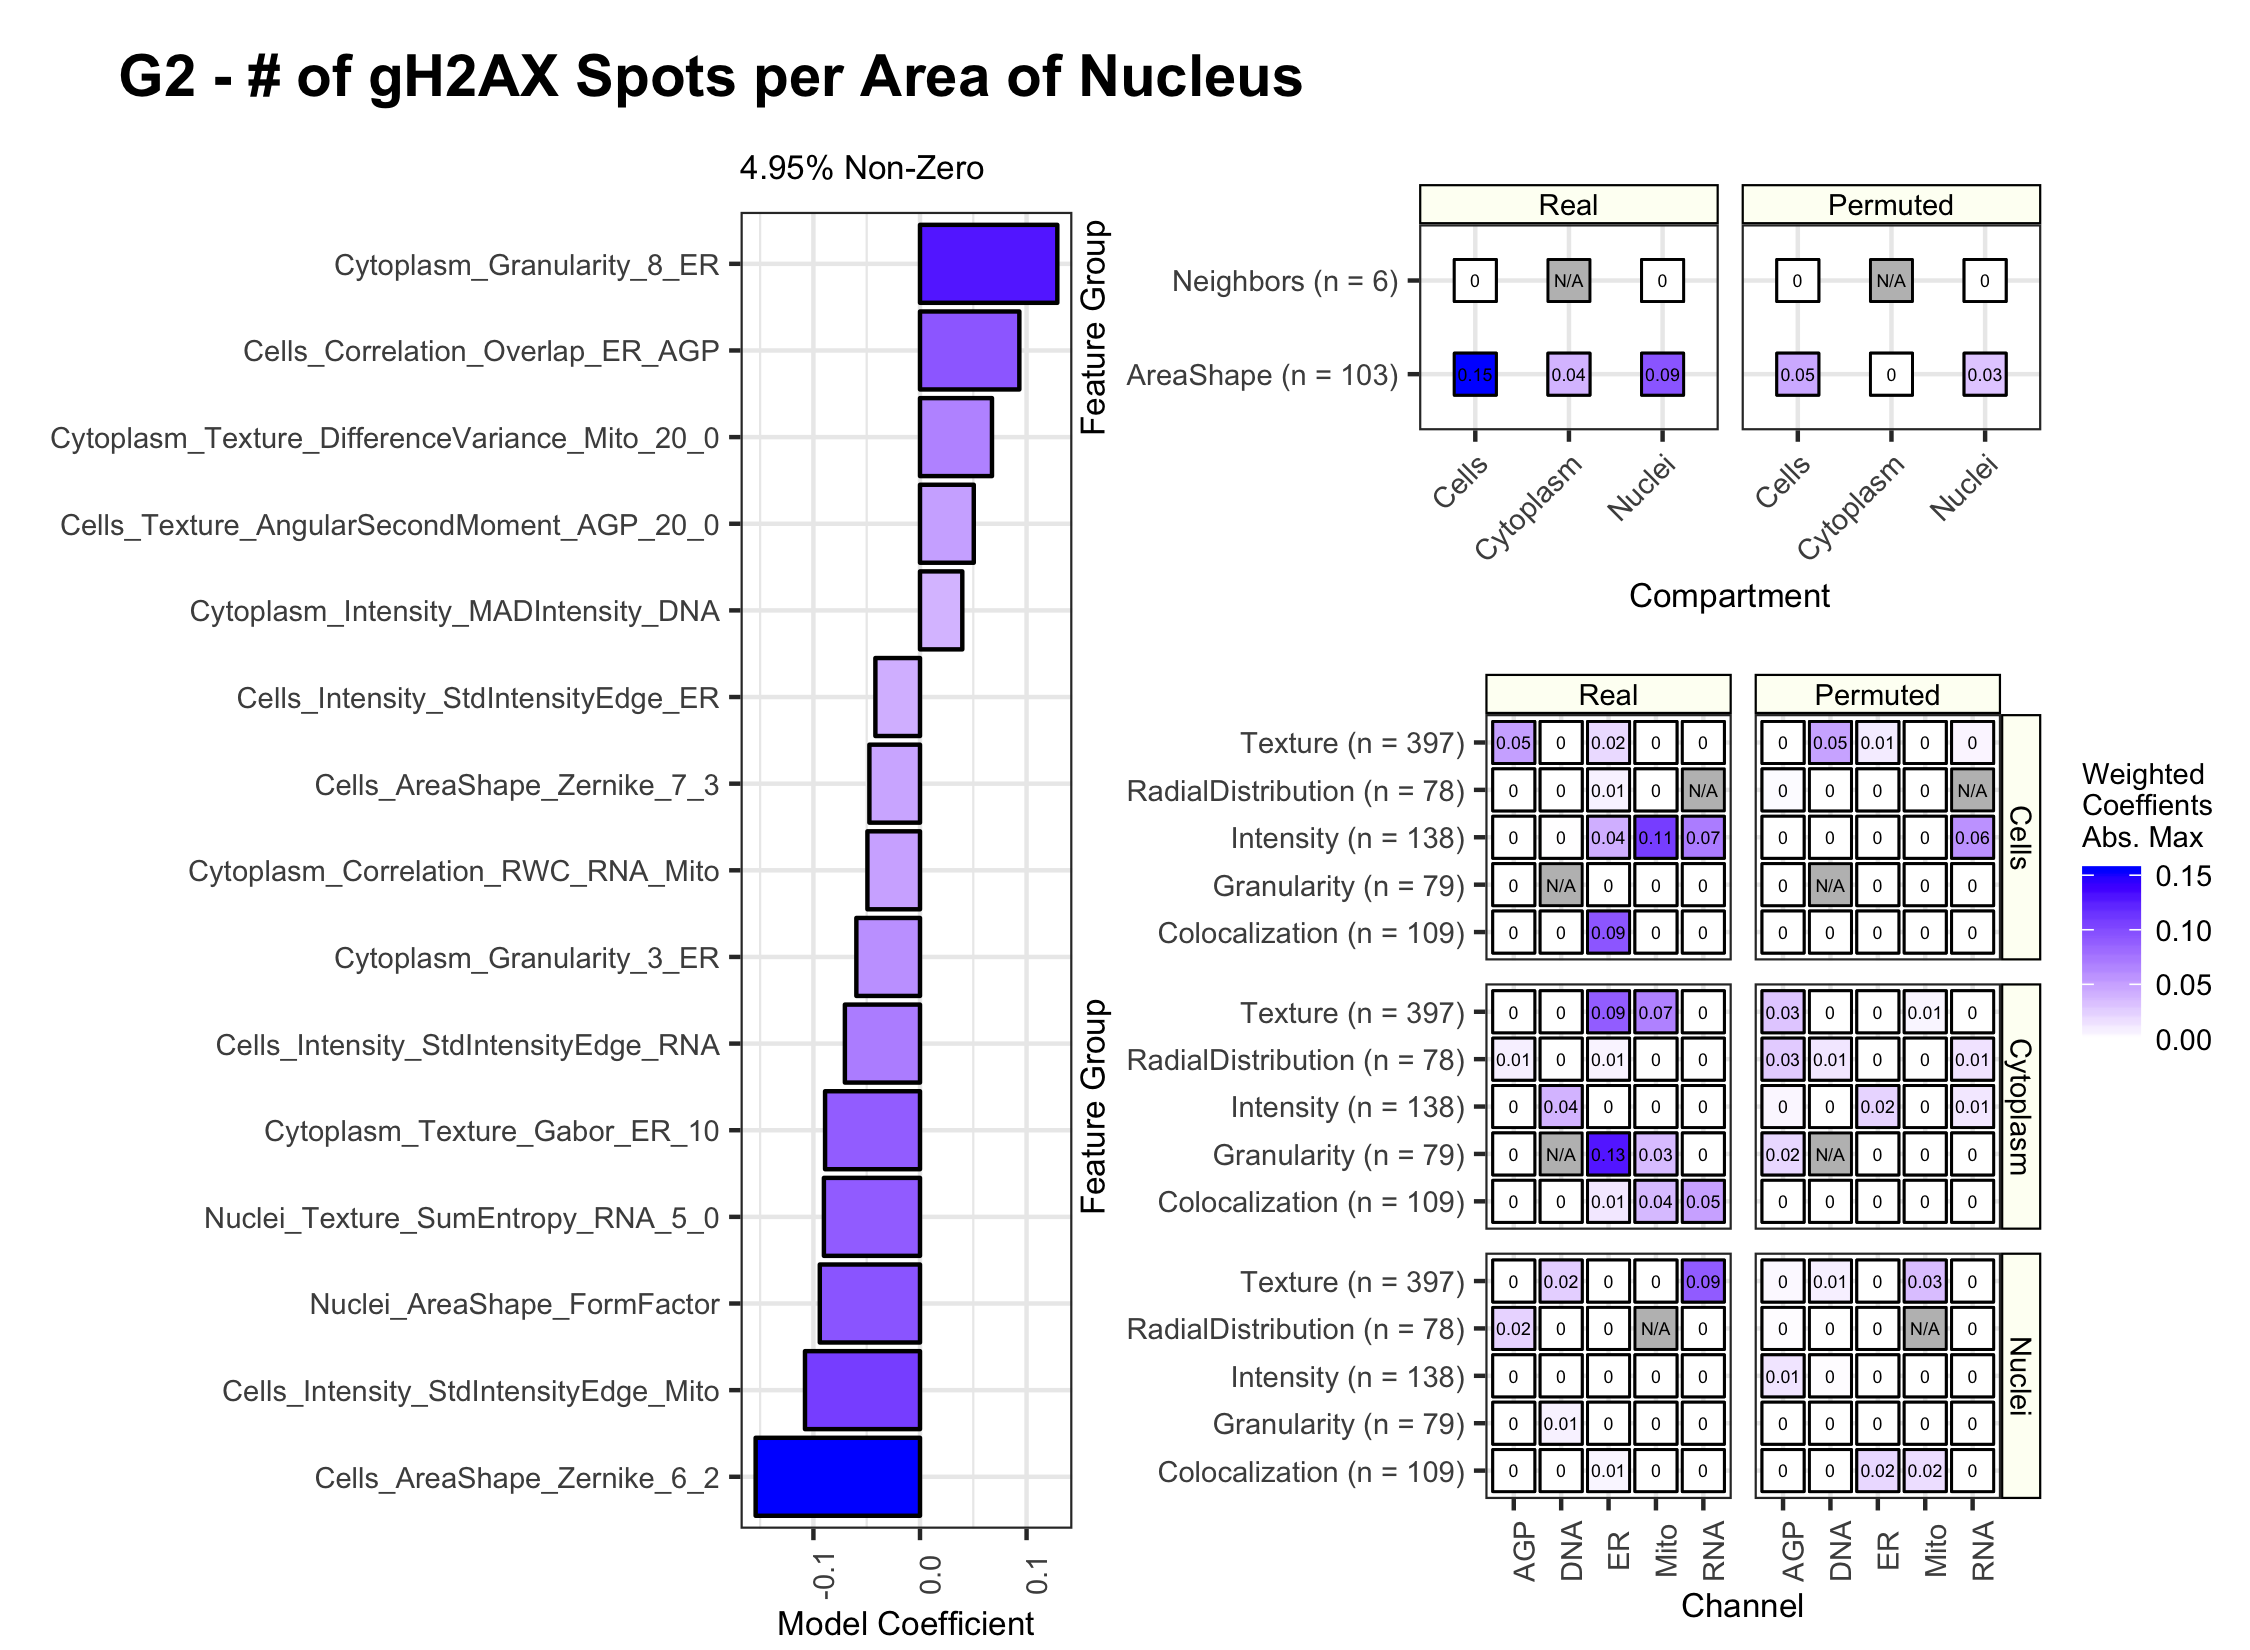 G2 - # of gH2AX Spots per Area of Nucleus
4.95% Non-Zero
Cytoplasm_Granularity_8_ER
Cells_Correlation_Overlap_ER_AGP
Cytoplasm_Texture_DifferenceVariance_Mito_20_0
Cells_Texture_AngularSecondMoment_AGP_20_0
Cytoplasm_Intensity_MADIntensity_DNA
Cells_Intensity_StdIntensityEdge_ER
Cells_AreaShape_Zernike_7_3
Cytoplasm_Correlation_RWC_RNA_Mito
Cytoplasm_Granularity_3_ER
Cells_Intensity_StdIntensityEdge_RNA
Cytoplasm_Texture_Gabor_ER_10
Nuclei_Texture_SumEntropy_RNA_5_0
Nuclei_AreaShape_FormFactor
Cells_Intensity_StdIntensityEdge_Mito
Cells_AreaShape_Zernike_6_2
-0.1 0.0 0.1
Model Coefficient
Feature Group
Real Permuted
Neighbors (n = 6) 0 N/A 0 0 N/A 0
AreaShape (n = 103) 0.15 0.04 0.09 0.05 0 0.03
Cells Cytoplasm Nuclei Cells Cytoplasm Nuclei
Compartment
Feature Group
Real Permuted
Texture (n = 397) 0.05 0 0.02 0 0 0 0.05 0.01 0 0
RadialDistribution (n = 78) 0 0 0.01 0 N/A 0 0 0 0 N/A
Intensity (n = 138) 0 0 0.04 0.11 0.07 0 0 0 0 0.06
Granularity (n = 79) 0 N/A 0 0 0 0 N/A 0 0 0
Colocalization (n = 109) 0 0 0.09 0 0 0 0 0 0 0
Cells
Texture (n = 397) 0 0 0.09 0.07 0 0.03 0 0 0.01 0
RadialDistribution (n = 78) 0.01 0 0.01 0 0 0.03 0.01 0 0 0.01
Intensity (n = 138) 0 0.04 0 0 0 0 0 0.02 0 0.01
Granularity (n = 79) 0 N/A 0.13 0.03 0 0.02 N/A 0 0 0
Colocalization (n = 109) 0 0 0.01 0.04 0.05 0 0 0 0 0
Cytoplasm
Texture (n = 397) 0 0.02 0 0 0.09 0 0.01 0 0.03 0
RadialDistribution (n = 78) 0.02 0 0 N/A 0 0 0 0 N/A 0
Intensity (n = 138) 0 0 0 0 0 0.01 0 0 0 0
Granularity (n = 79) 0 0.01 0 0 0 0 0 0 0 0
Colocalization (n = 109) 0 0 0.01 0 0 0 0 0.02 0.02 0
Nuclei
AGP DNA ER Mito RNA AGP DNA ER Mito RNA
Channel
Weighted
Coeffients
Abs. Max
0.15
0.10
0.05
0.00